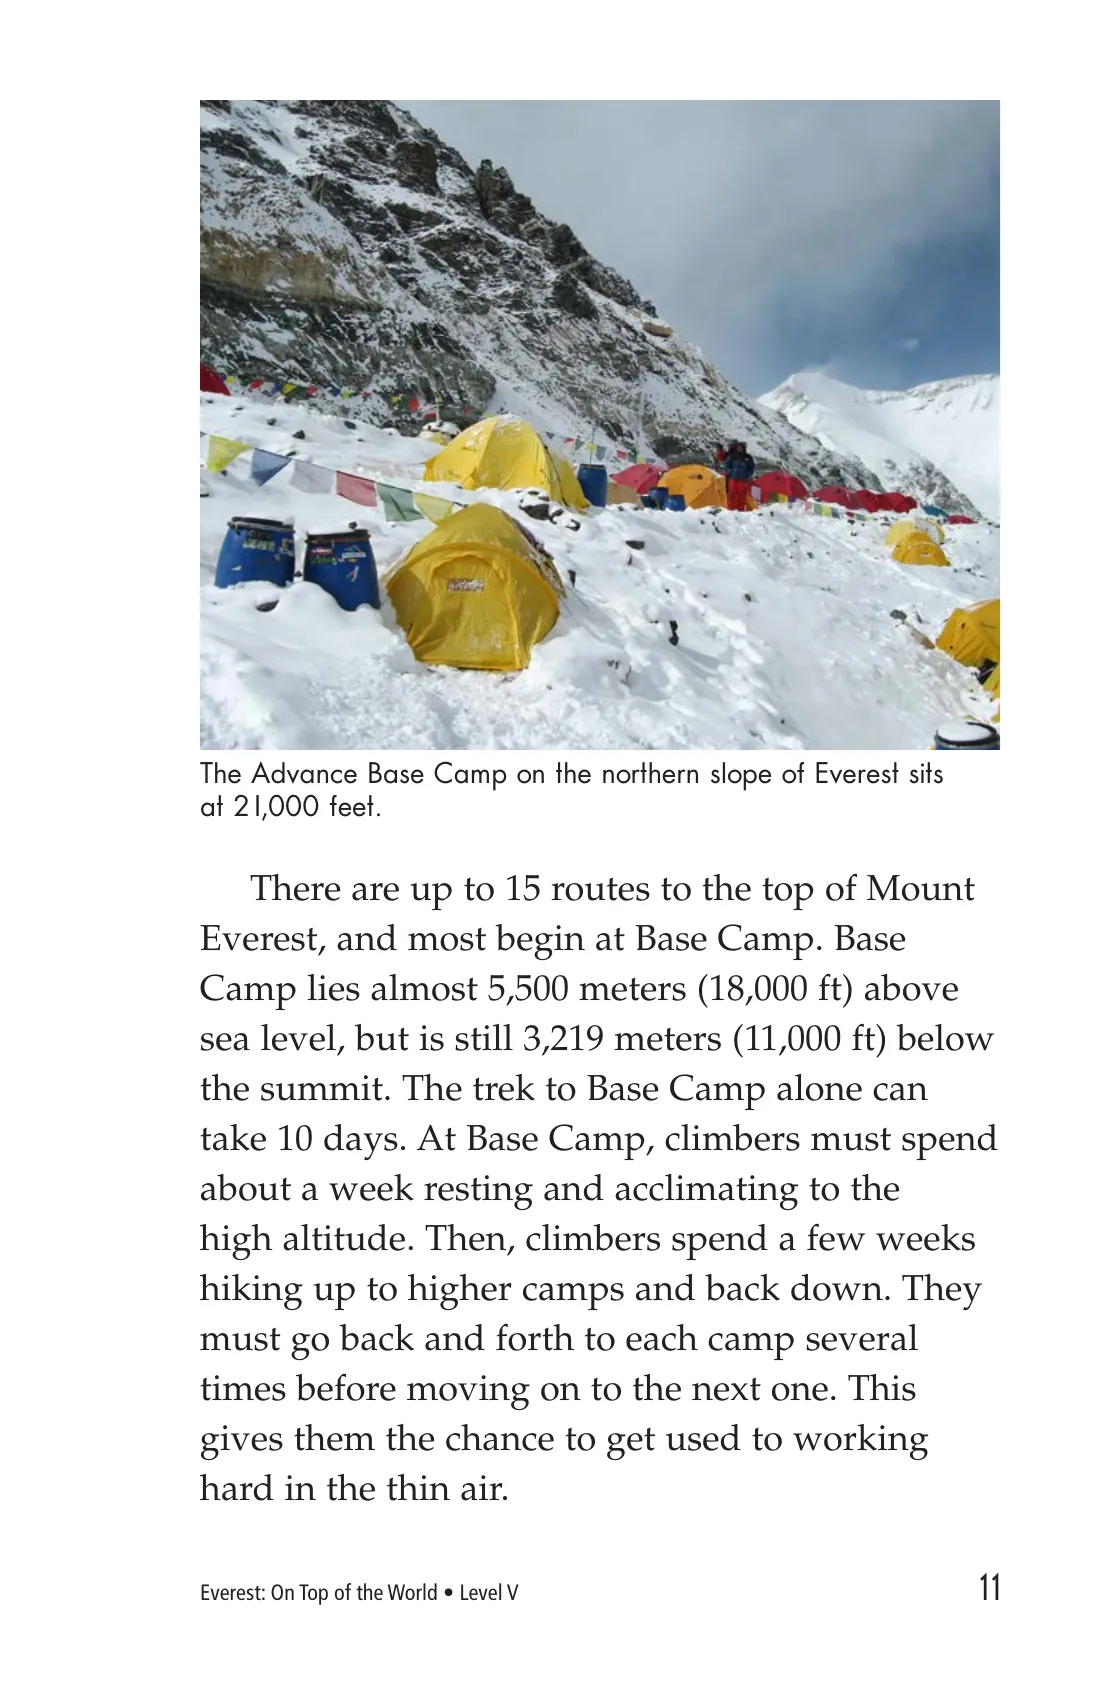 The Advance Base Camp on the northern slope of Everest sits
at 21,000 feet.
There are up to 15 routes to the top of Mount
Everest, and most begin at Base Camp. Base
Camp lies almost 5,500 meters (18,000 ft) above
sea level, but is still 3,219 meters (11,000 ft) below
the summit. The trek to Base Camp alone can
take 10 days. At Base Camp, climbers must spend
about a week resting and acclimating to the
high altitude. Then, climbers spend a few weeks
hiking up to higher camps and back down. They
must go back and forth to each camp several
times before moving on to the next one. This
gives them the chance to get used to working
hard in the thin air.
Everest: On Top of the World • Level V
11